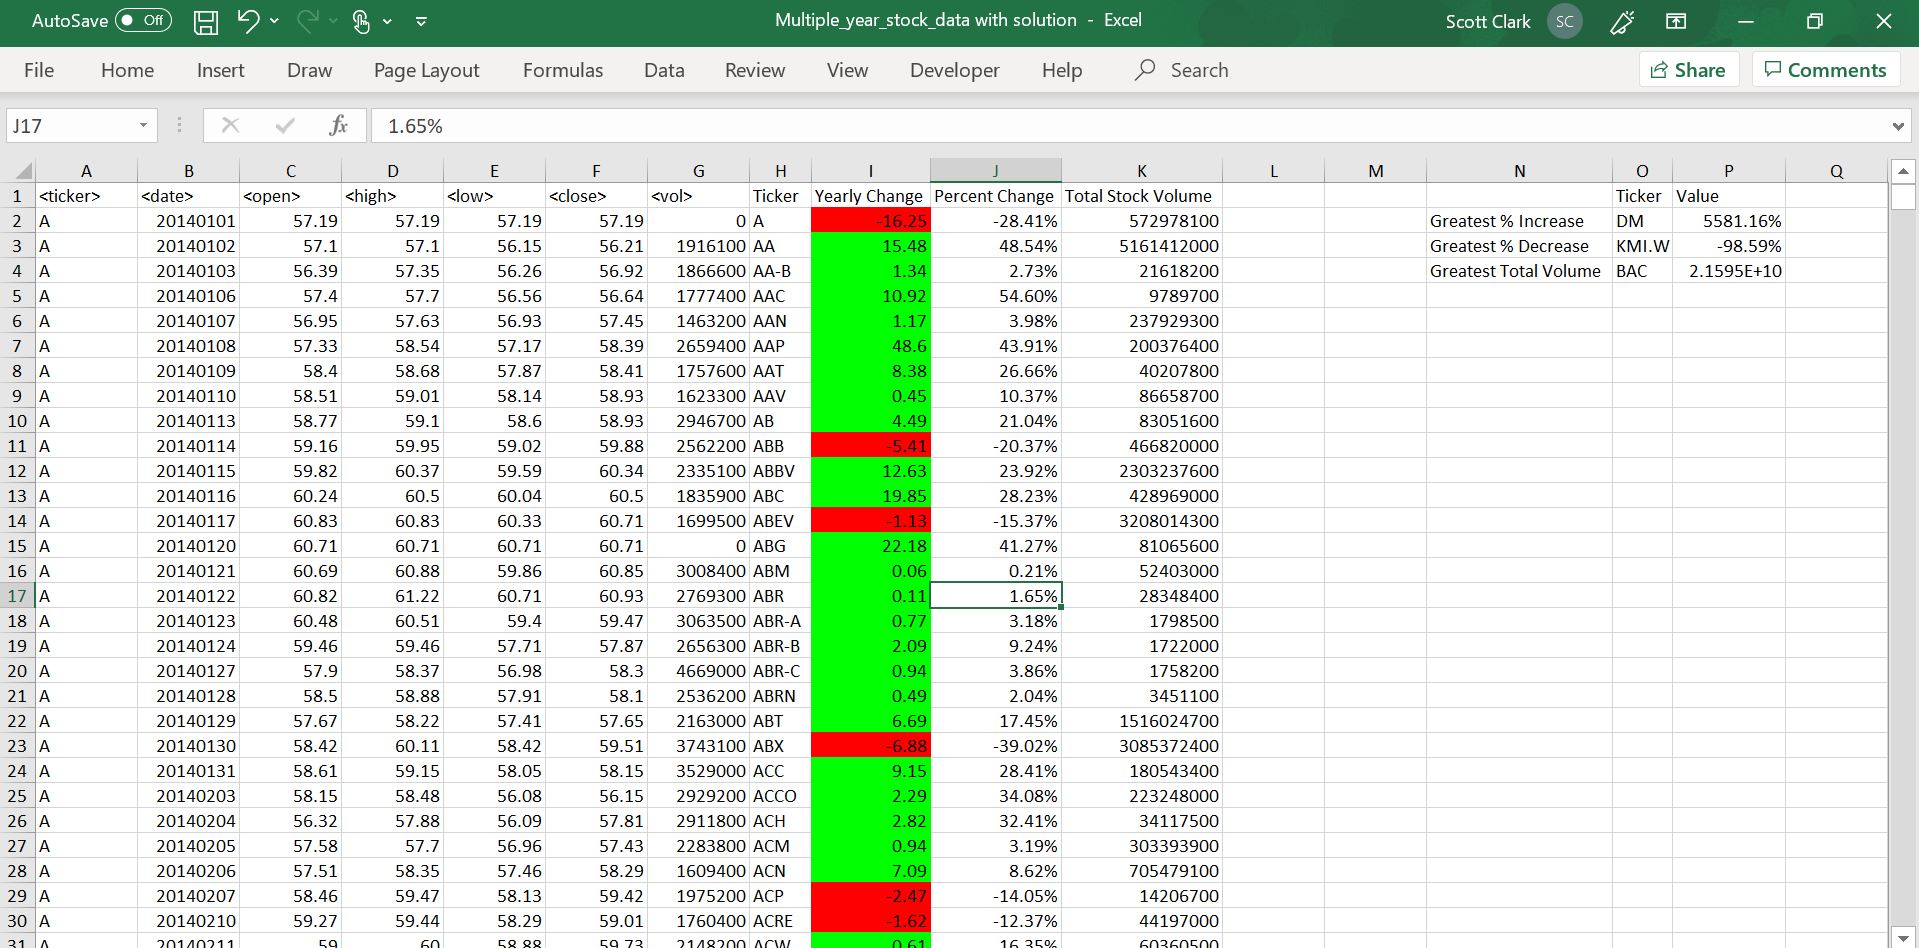 AutoSave Off Multiple_year_stock_data with solution - Excel Scott Clark SC
File Home Insert Draw Page Layout Formulas Data Review View Developer Help Search Share Comments
J17 fx 1.65%
A B C D E F G H I J K L M N O P Q
1 <ticker> <date> <open> <high> <low> <close> <vol> Ticker Yearly Change Percent Change Total Stock Volume Ticker Value
2 A 20140101 57.19 57.19 57.19 57.19 0 A -16.25 -28.41% 572978100 Greatest % Increase DM 5581.16%
3 A 20140102 57.1 57.1 56.15 56.21 1916100 AA 15.48 48.54% 5161412000 Greatest % Decrease KMI.W -98.59%
4 A 20140103 56.39 57.35 56.26 56.92 1866600 AA-B 1.34 2.73% 21618200 Greatest Total Volume BAC 2.1595E+10
5 A 20140106 57.4 57.7 56.56 56.64 1777400 AAC 10.92 54.60% 9789700
6 A 20140107 56.95 57.63 56.93 57.45 1463200 AAN 1.17 3.98% 237929300
7 A 20140108 57.33 58.54 57.17 58.39 2659400 AAP 48.6 43.91% 200376400
8 A 20140109 58.4 58.68 57.87 58.41 1757600 AAT 8.38 26.66% 40207800
9 A 20140110 58.51 59.01 58.14 58.93 1623300 AAV 0.45 10.37% 86658700
10 A 20140113 58.77 59.1 58.6 58.93 2946700 AB 4.49 21.04% 83051600
11 A 20140114 59.16 59.95 59.02 59.88 2562200 ABB -5.41 -20.37% 466820000
12 A 20140115 59.82 60.37 59.59 60.34 2335100 ABBV 12.63 23.92% 2303237600
13 A 20140116 60.24 60.5 60.04 60.5 1835900 ABC 19.85 28.23% 428969000
14 A 20140117 60.83 60.83 60.33 60.71 1699500 ABEV -1.13 -15.37% 3208014300
15 A 20140120 60.71 60.71 60.71 60.71 0 ABG 22.18 41.27% 81065600
16 A 20140121 60.69 60.88 59.86 60.85 3008400 ABM 0.06 0.21% 52403000
17 A 20140122 60.82 61.22 60.71 60.93 2769300 ABR 0.11 1.65% 28348400
18 A 20140123 60.48 60.51 59.4 59.47 3063500 ABR-A 0.77 3.18% 1798500
19 A 20140124 59.46 59.46 57.71 57.87 2656300 ABR-B 2.09 9.24% 1722000
20 A 20140127 57.9 58.37 56.98 58.3 4669000 ABR-C 0.94 3.86% 1758200
21 A 20140128 58.5 58.88 57.91 58.1 2536200 ABRN 0.49 2.04% 3451100
22 A 20140129 57.67 58.22 57.41 57.65 2163000 ABT 6.69 17.45% 1516024700
23 A 20140130 58.42 60.11 58.42 59.51 3743100 ABX -6.88 -39.02% 3085372400
24 A 20140131 58.61 59.15 58.05 58.15 3529000 ACC 9.15 28.41% 180543400
25 A 20140203 58.15 58.48 56.08 56.15 2929200 ACCO 2.29 34.08% 223248000
26 A 20140204 56.32 57.88 56.09 57.81 2911800 ACH 2.82 32.41% 34117500
27 A 20140205 57.58 57.7 56.96 57.43 2283800 ACM 0.94 3.19% 303393900
28 A 20140206 57.51 58.35 57.46 58.29 1609400 ACN 7.09 8.62% 705479100
29 A 20140207 58.46 59.47 58.13 59.42 1975200 ACP -2.47 -14.05% 14206700
30 A 20140210 59.27 59.44 58.29 59.01 1760400 ACRE -1.62 -12.37% 44197000
31 A 20140211 59 60 58.88 59.73 2148200 ACW 0.61 16.35% 60360500